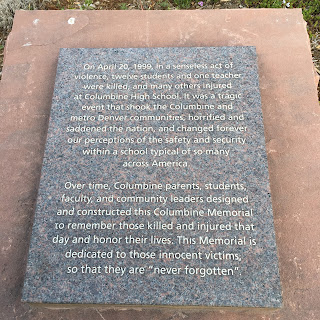 On April 20, 1999, in a senseless act of
violence, twelve students and one teacher
were killed, and many others injured
at Columbine High School. It was a tragic
event that shook the Columbine and
metro Denver communities, horrified and
saddened the nation, and changed forever
our perceptions of the safety and security
within a school typical of so many
across America.
Over time, Columbine parents, students,
faculty, and community leaders designed
and constructed this Columbine Memorial
to remember those killed and injured that
day and honor their lives. This Memorial is
dedicated to those innocent victims,
so that they are "never forgotten".